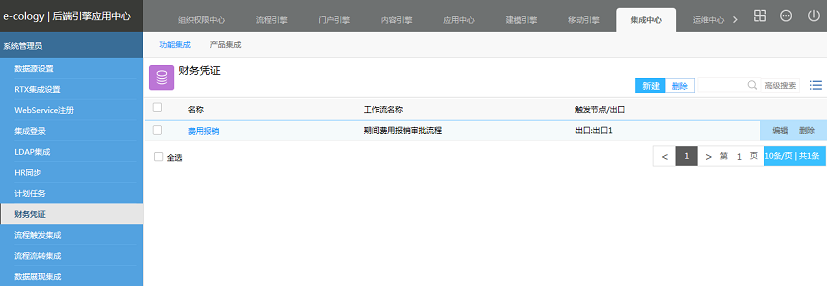 e-cology | 后端引擎应用中心
组织权限中心 流程引擎 门户引擎 内容引擎 应用中心 建模引擎 移动引擎 集成中心 运维中心
系统管理员
功能集成 产品集成
数据源设置
RTX集成设置
WebService注册
集成登录
LDAP集成
HR同步
计划任务
财务凭证
流程触发集成
流程流转集成
数据展现集成
财务凭证
新建 删除 高级搜索
名称 工作流名称 触发节点/出口
费用报销 期间费用报销审批流程 出口:出口1 编辑 删除
全选
< 1 > 第 1 页 10条/页 | 共1条